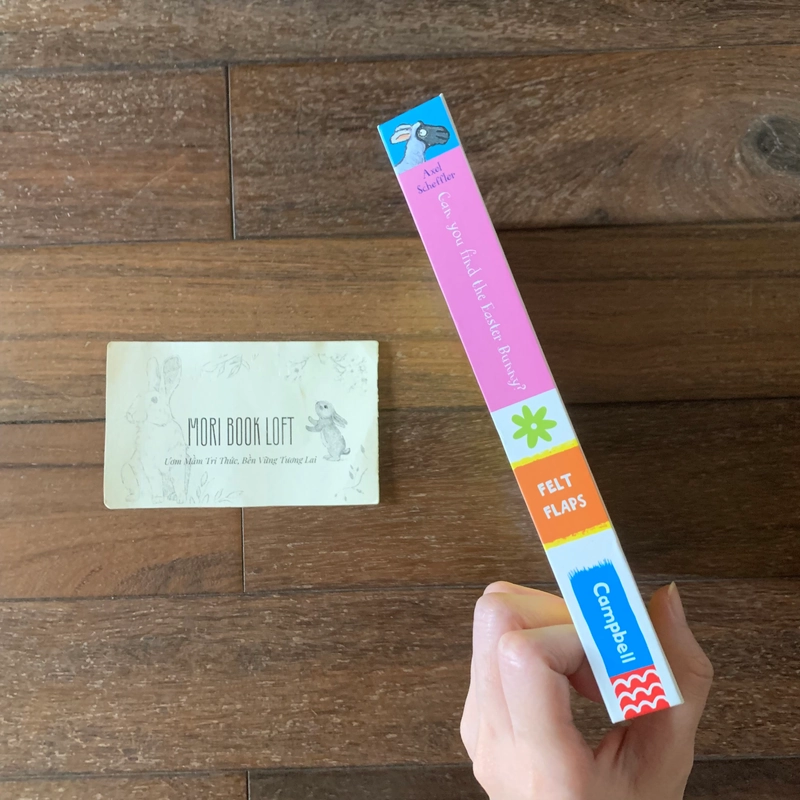 MORI BOOK LOFT
Ươm Mầm Tri Thức, Bền Vững Tương Lai
Axel
Scheffler
Can you find the Easter Bunny?
FELT
FLAPS
Campbell